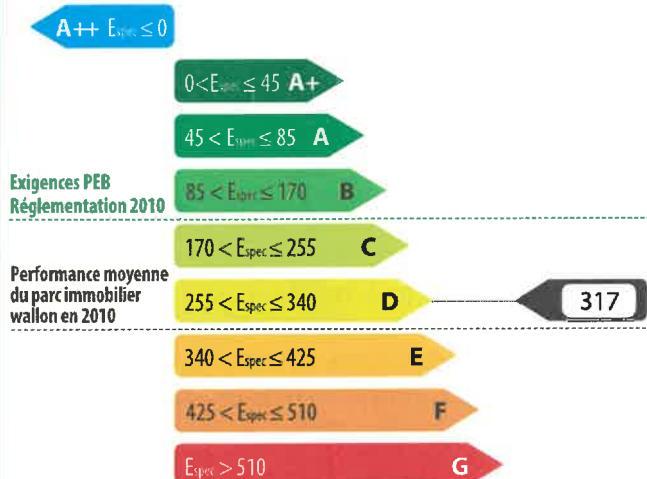 A++ Espec ≤ 0
0 < Espec ≤ 45 A+
45 < Espec ≤ 85 A
Exigences PEB
Réglementation 2010
85 < Espec ≤ 170 B
170 < Espec ≤ 255 C
Performance moyenne
du parc immobilier
wallon en 2010
255 < Espec ≤ 340 D
317
340 < Espec ≤ 425 E
425 < Espec ≤ 510 F
Espec > 510 G